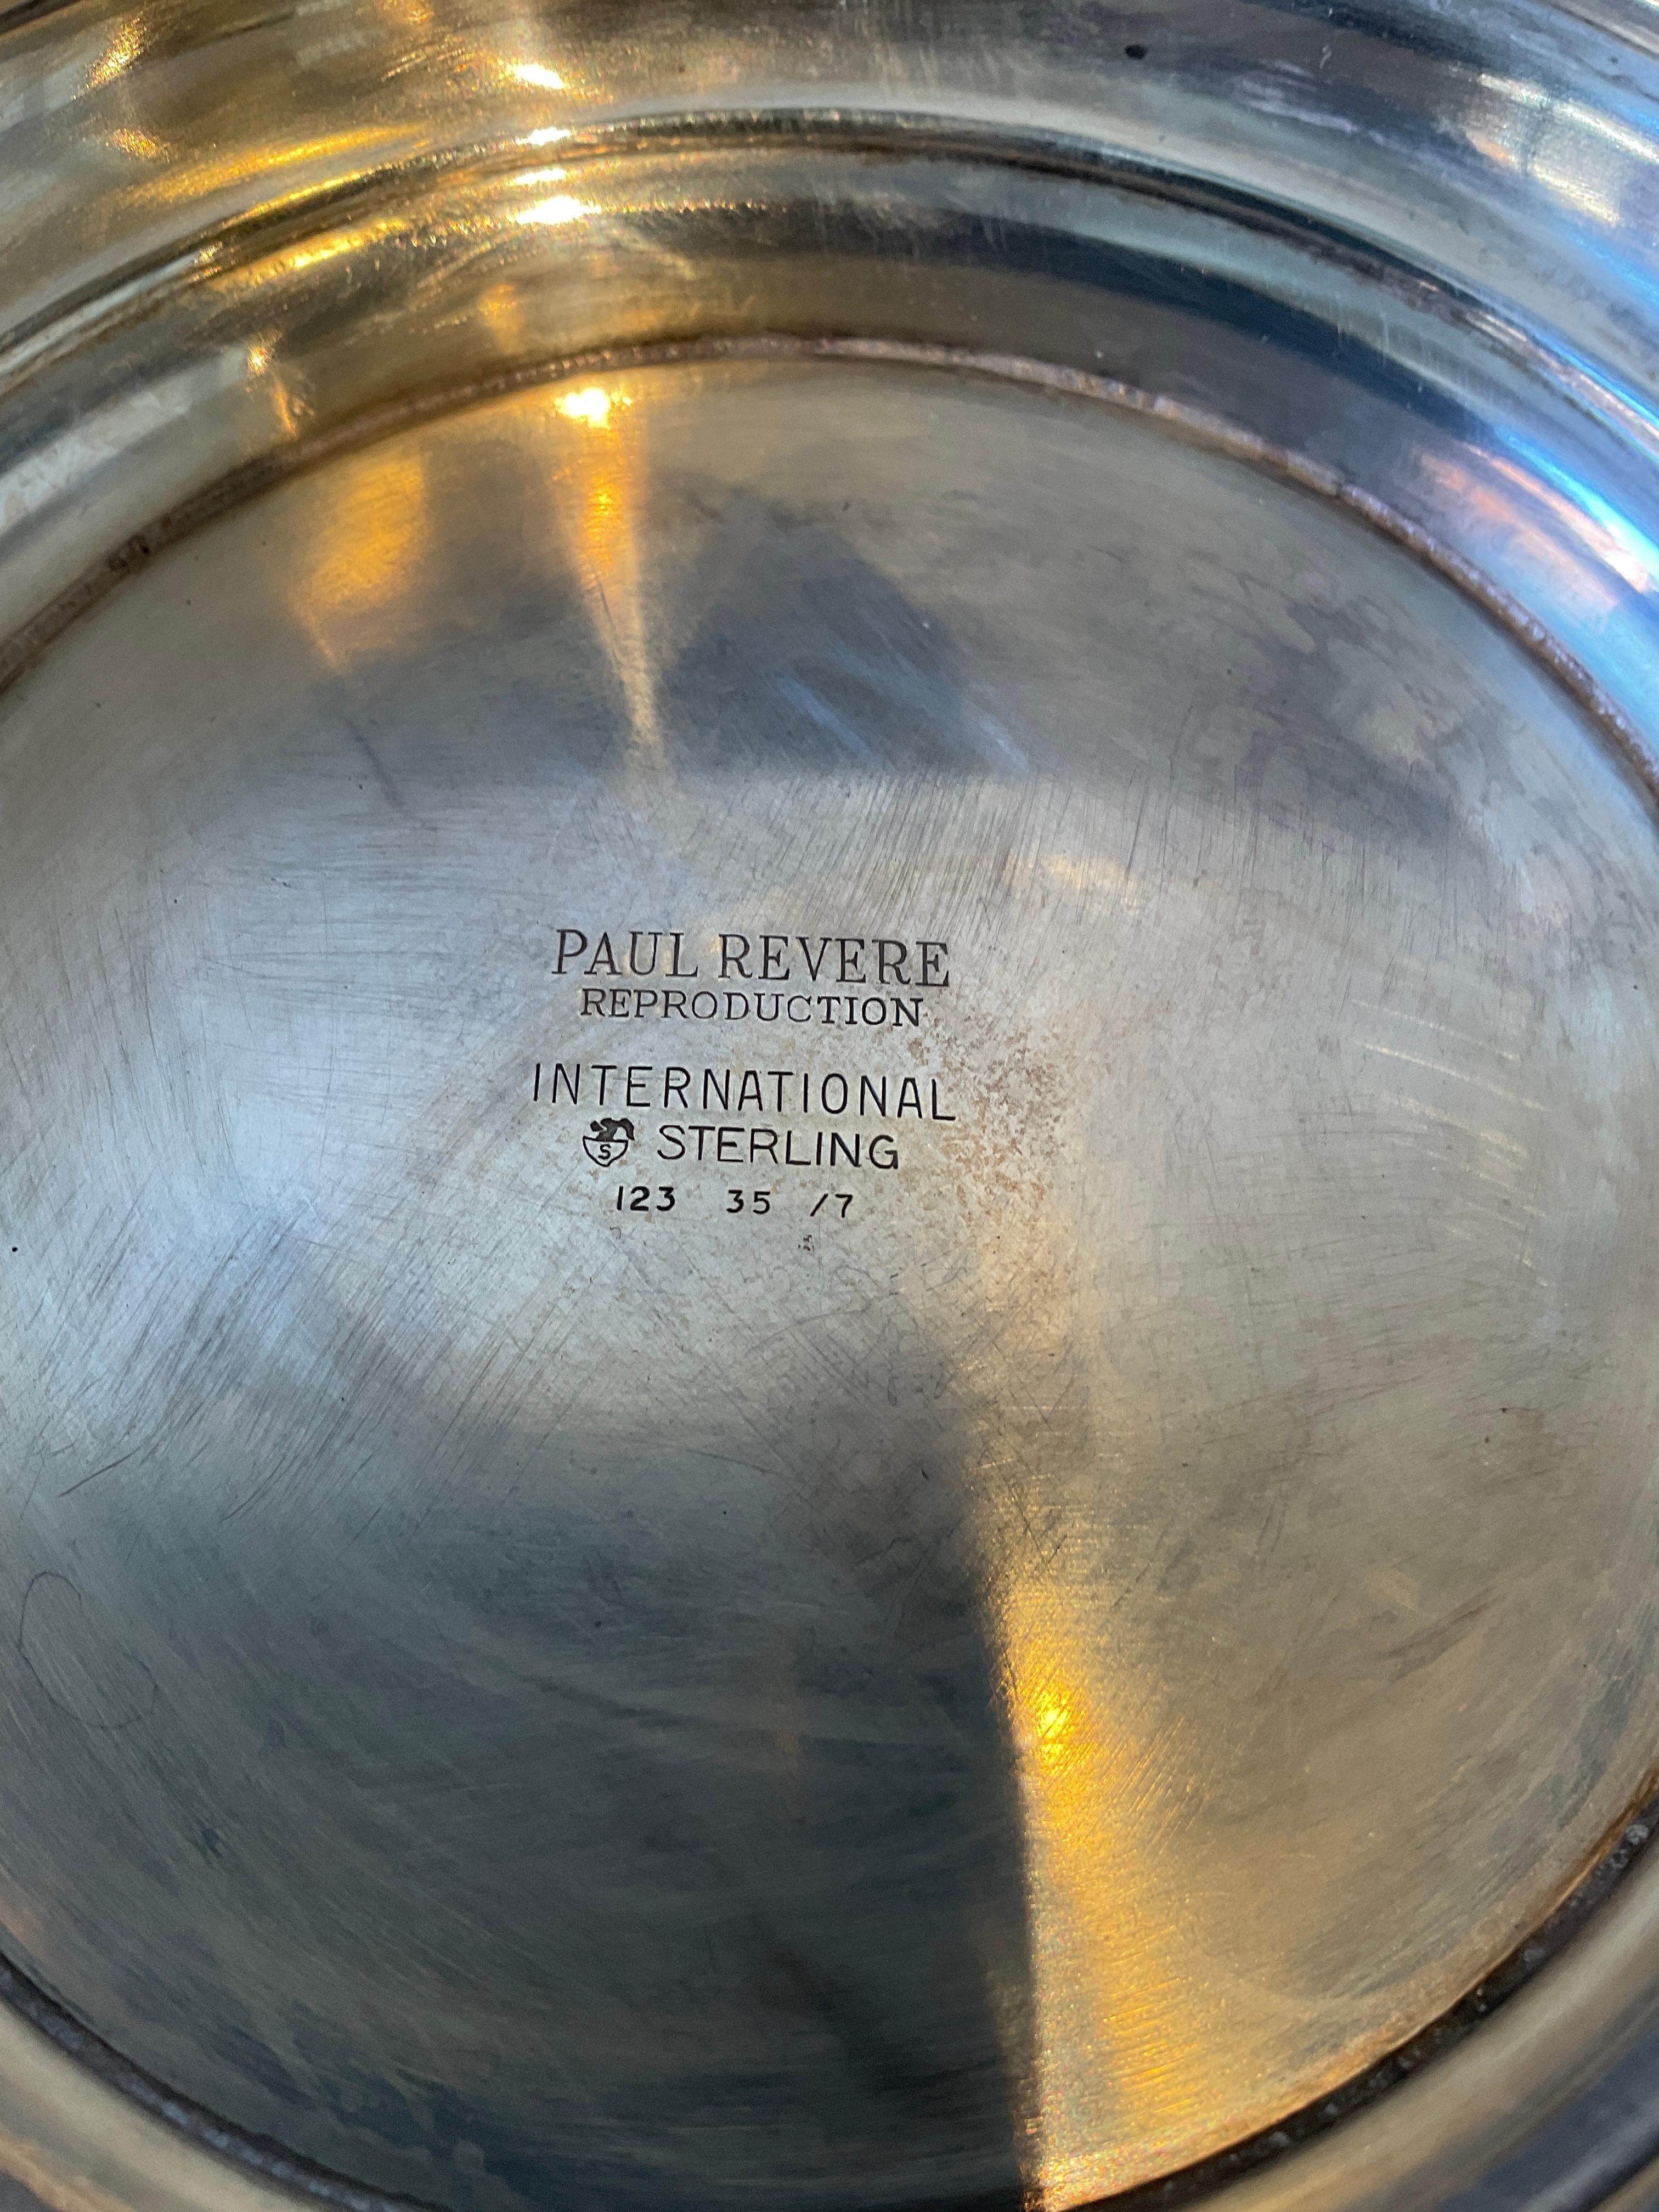 PAUL REVERE
REPRODUCTION
INTERNATIONAL
S STERLING
123 35 /7